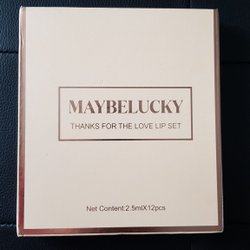 MAYBELUCKY
THANKS FOR THE LOVE LIP SET
Net Content:2.5mlX12pcs